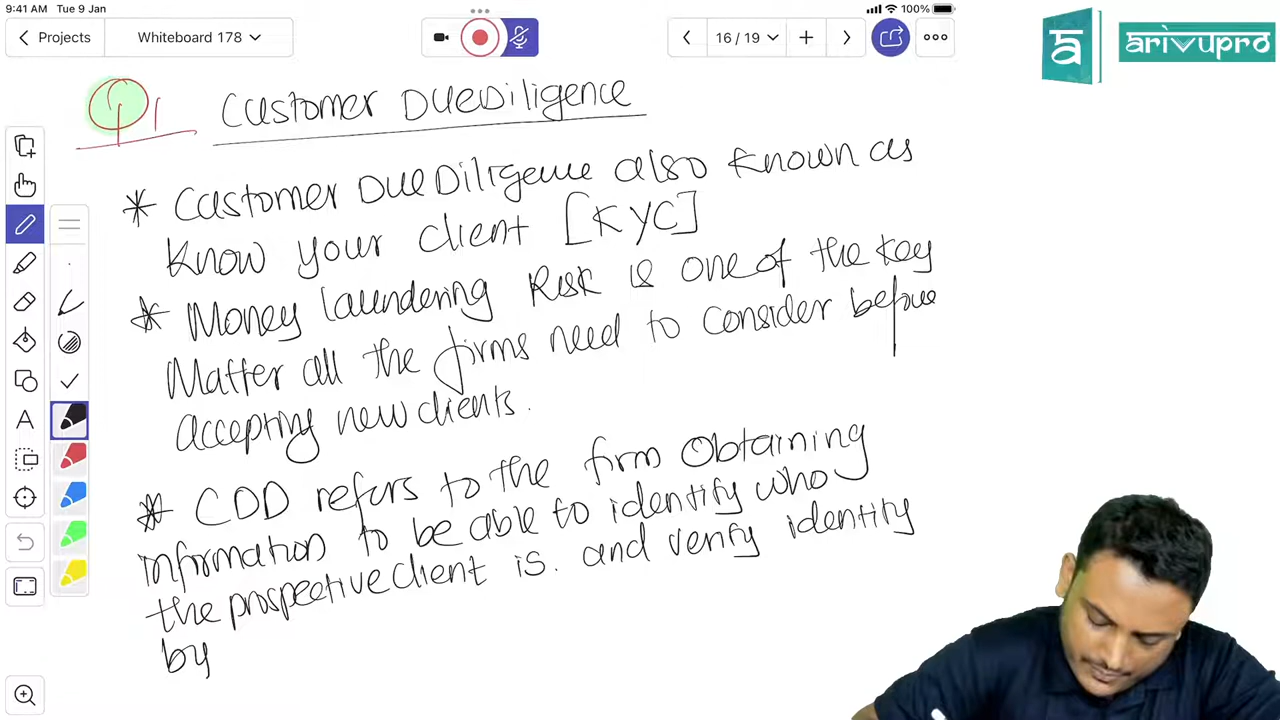 9:41 AM Tue 9 Jan
100%
Projects
Whiteboard 178
16 / 19
arivupro
Q1 Customer DueDiligence
* Customer DueDiligence also known as
Know your client [KYC]
* Money laundering Risk is one of the key
Matter all the firms need to consider before
accepting new clients.
* CDD refers to the firm Obtaining
information to be able to identify who
the prospective client is. and verify identity
by